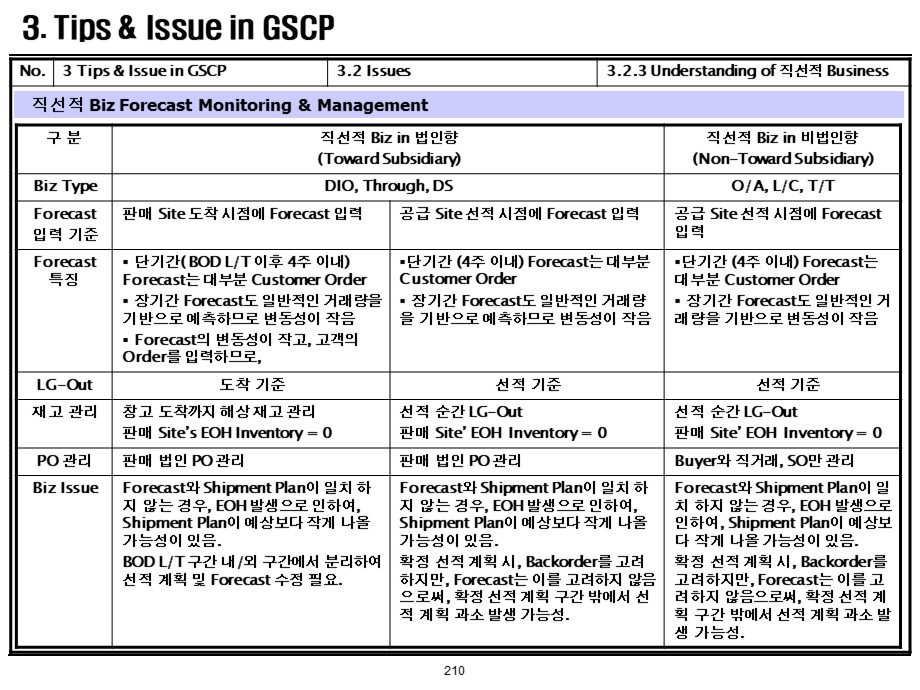 3. Tips & Issue in GSCP
No. 3 Tips & Issue in GSCP 3.2 Issues 3.2.3 Understanding of 직선적 Business
직선적 Biz Forecast Monitoring & Management
구 분 직선적 Biz in 법인향 직선적 Biz in 비법인향
(Toward Subsidiary) (Non-Toward Subsidiary)
Biz Type DIO, Through, DS O/A, L/C, T/T
Forecast
입력 기준
판매 Site 도착 시점에 Forecast 입력
공급 Site 선적 시점에 Forecast 입력
공급 Site 선적 시점에 Forecast
입력
Forecast
특징
▪ 단기간( BOD L/T 이후 4주 이내)
Forecast는 대부분 Customer Order
▪ 장기간 Forecast도 일반적인 거래량을
기반으로 예측하므로 변동성이 작음
▪ Forecast의 변동성이 작고, 고객의
Order를 입력하므로,
▪단기간 (4주 이내) Forecast는 대부분
Customer Order
▪ 장기간 Forecast도 일반적인 거래량
을 기반으로 예측하므로 변동성이 작음
▪단기간 (4주 이내) Forecast는
대부분 Customer Order
▪ 장기간 Forecast도 일반적인 거
래량을 기반으로 예측하므로 변동성이 작음
LG-Out 도착 기준 선적 기준 선적 기준
재고 관리
창고 도착까지 해상 재고 관리
판매 Site's EOH Inventory = 0
선적 순간 LG-Out
판매 Site' EOH Inventory = 0
선적 순간 LG-Out
판매 Site' EOH Inventory = 0
PO 관리 판매 법인 PO 관리 판매 법인 PO 관리 Buyer와 직거래, SO만 관리
Biz Issue
Forecast와 Shipment Plan이 일치 하
지 않는 경우, EOH 발생으로 인하여,
Shipment Plan이 예상보다 작게 나올
가능성이 있음.
BOD L/T 구간 내/외 구간에서 분리하여
선적 계획 및 Forecast 수정 필요.
Forecast와 Shipment Plan이 일치 하
지 않는 경우, EOH 발생으로 인하여,
Shipment Plan이 예상보다 작게 나올
가능성이 있음.
확정 선적 계획 시, Backorder를 고려
하지만, Forecast는 이를 고려하지 않음
으로써, 확정 선적 계획 구간 밖에서 선
적 계획 과소 발생 가능성.
Forecast와 Shipment Plan이 일
치 하지 않는 경우, EOH 발생으로
인하여, Shipment Plan이 예상보
다 작게 나올 가능성이 있음.
확정 선적 계획 시, Backorder를
고려하지만, Forecast는 이를 고
려하지 않음으로써, 확정 선적 계
획 구간 밖에서 선적 계획 과소 발
생 가능성.
210